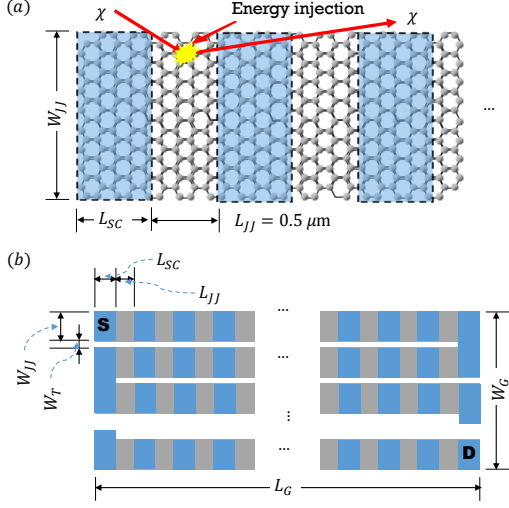 (a)
χ
Energy injection
χ
W_JJ
...
L_SC
L_JJ = 0.5 μm
(b)
L_SC
L_JJ
...
S
W_JJ
W_T
...
W_G
...
...
D
L_G